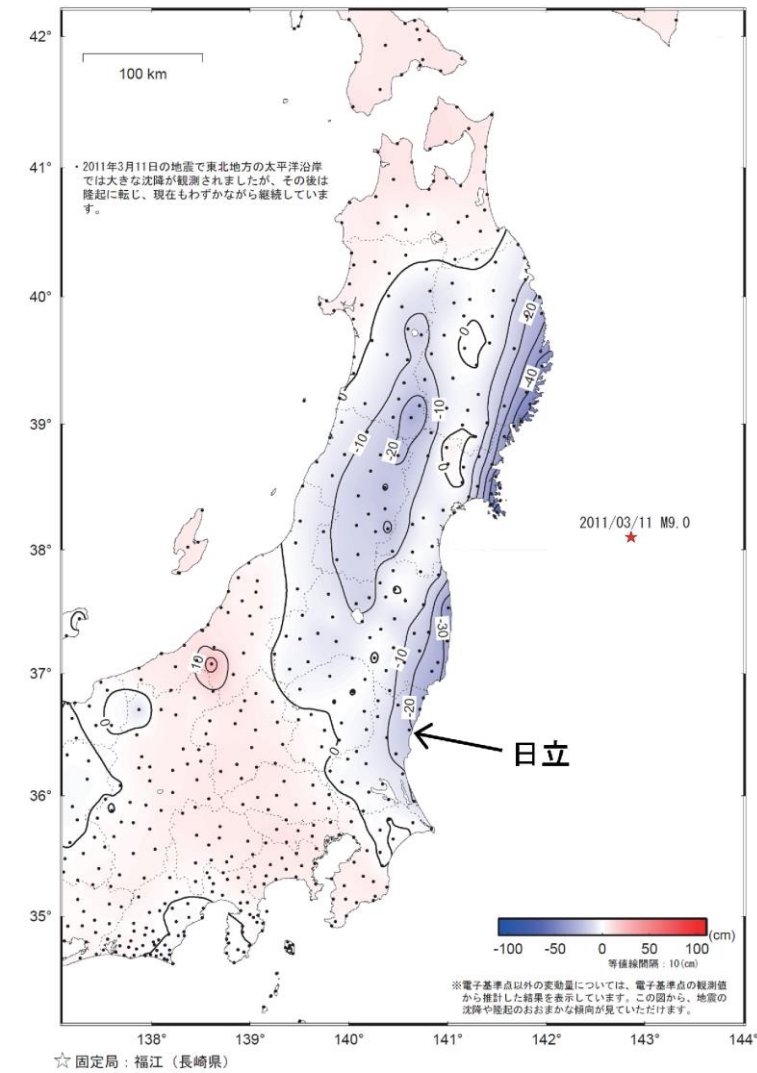 42°
100 km
41°
・2011年3月11日の地震で東北地方の太平洋沿岸
では大きな沈降が観測されましたが、その後は
隆起に転じ、現在もわずかながら継続していま
す。
40°
-20
0
-40
39°
0
-10
-10
-20
0
2011/03/11 M9.0
38°
-30
10
-10
37°
-20
0
0
日立
36°
35°
-100 -50 0 50 100 (cm)
等値線間隔：10(cm)
※電子基準点以外の変動量については、電子基準点の観測値
から推計した結果を表示しています。この図から、地震の
沈降や隆起のおおまかな傾向が見ていただけます。
138° 139° 140° 141° 142° 143° 144°
☆固定局：福江（長崎県）